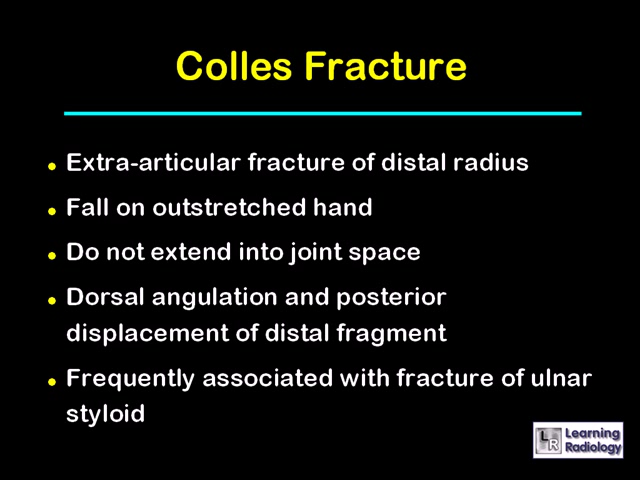 Colles Fracture
Extra-articular fracture of distal radius
Fall on outstretched hand
Do not extend into joint space
Dorsal angulation and posterior
displacement of distal fragment
Frequently associated with fracture of ulnar
styloid
LR Learning
Radiology